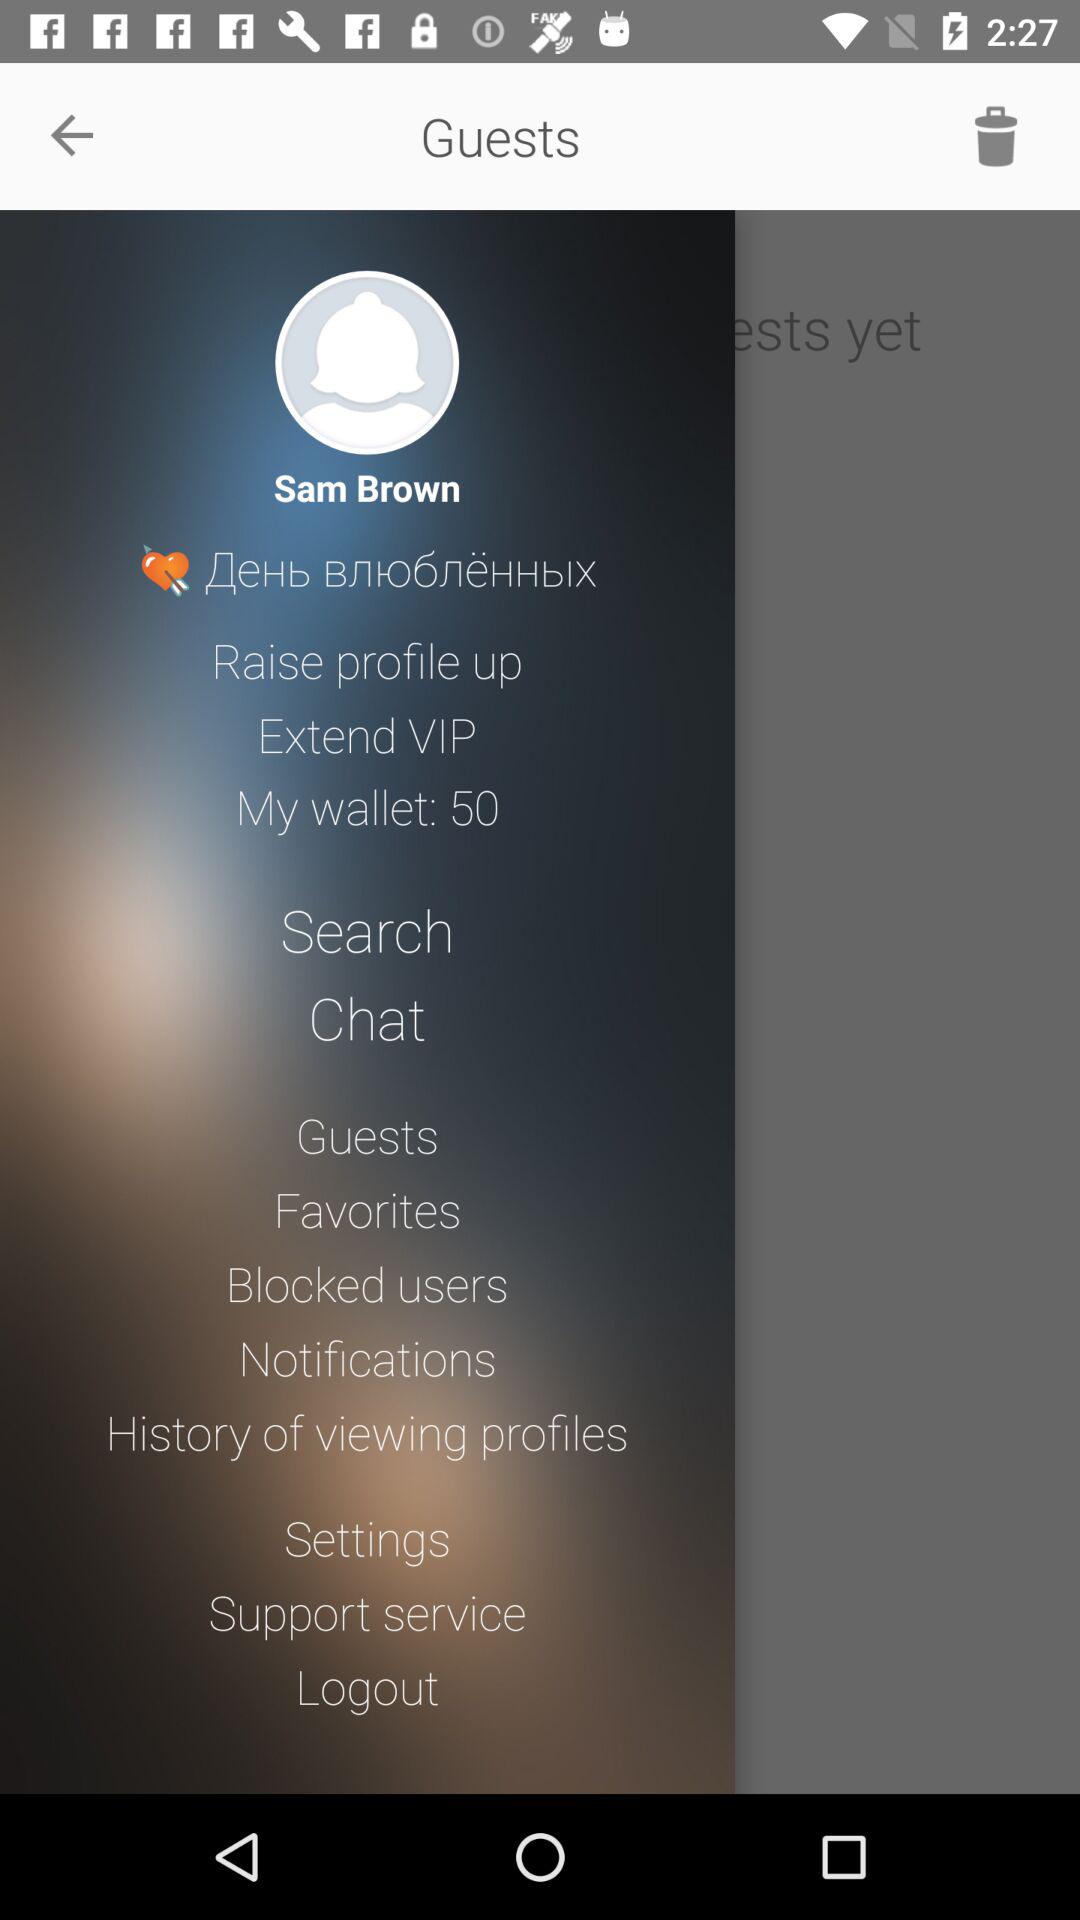 FAKE
2:27
Guests
ests yet
Sam Brown
💘 День влюблённых
Raise profile up
Extend VIP
My wallet: 50
Search
Chat
Guests
Favorites
Blocked users
Notifications
History of viewing profiles
Settings
Support service
Logout